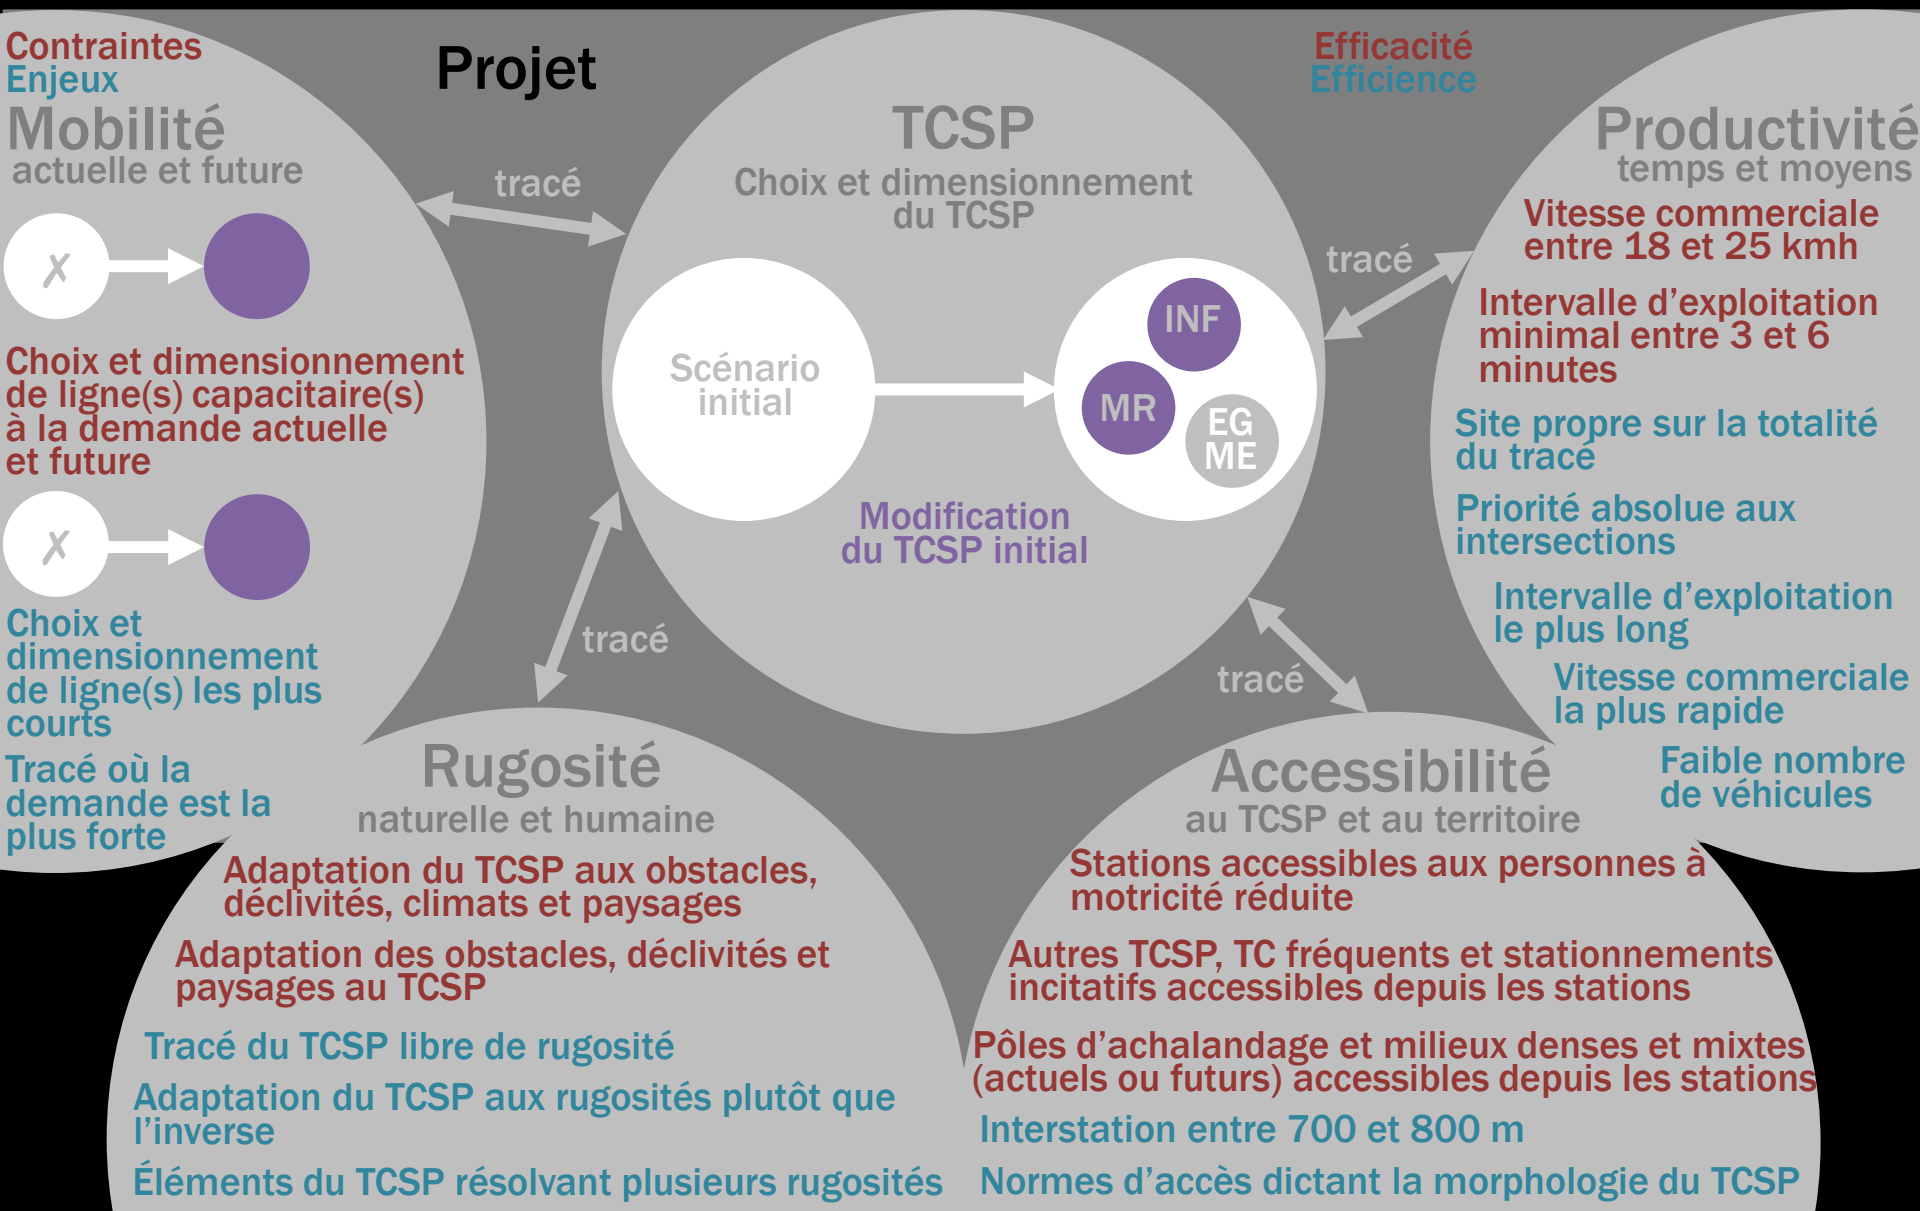 Contraintes
Enjeux
Mobilité
actuelle et future
✗
Choix et dimensionnement
de ligne(s) capacitaire(s)
à la demande actuelle
et future
✗
Choix et
dimensionnement
de ligne(s) les plus
courts
Tracé où la
demande est la
plus forte
Projet
tracé
TCSP
Choix et dimensionnement
du TCSP
Scénario
initial
INF
MR
EG
ME
Modification
du TCSP initial
tracé
tracé
tracé
Efficacité
Efficience
Productivité
temps et moyens
Vitesse commerciale
entre 18 et 25 kmh
Intervalle d’exploitation
minimal entre 3 et 6
minutes
Site propre sur la totalité
du tracé
Priorité absolue aux
intersections
Intervalle d’exploitation
le plus long
Vitesse commerciale
la plus rapide
Faible nombre
de véhicules
Rugosité
naturelle et humaine
Adaptation du TCSP aux obstacles,
déclivités, climats et paysages
Adaptation des obstacles, déclivités et
paysages au TCSP
Tracé du TCSP libre de rugosité
Adaptation du TCSP aux rugosités plutôt que
l’inverse
Éléments du TCSP résolvant plusieurs rugosités
Accessibilité
au TCSP et au territoire
Stations accessibles aux personnes à
motricité réduite
Autres TCSP, TC fréquents et stationnements
incitatifs accessibles depuis les stations
Pôles d’achalandage et milieux denses et mixtes
(actuels ou futurs) accessibles depuis les stations
Interstation entre 700 et 800 m
Normes d’accès dictant la morphologie du TCSP